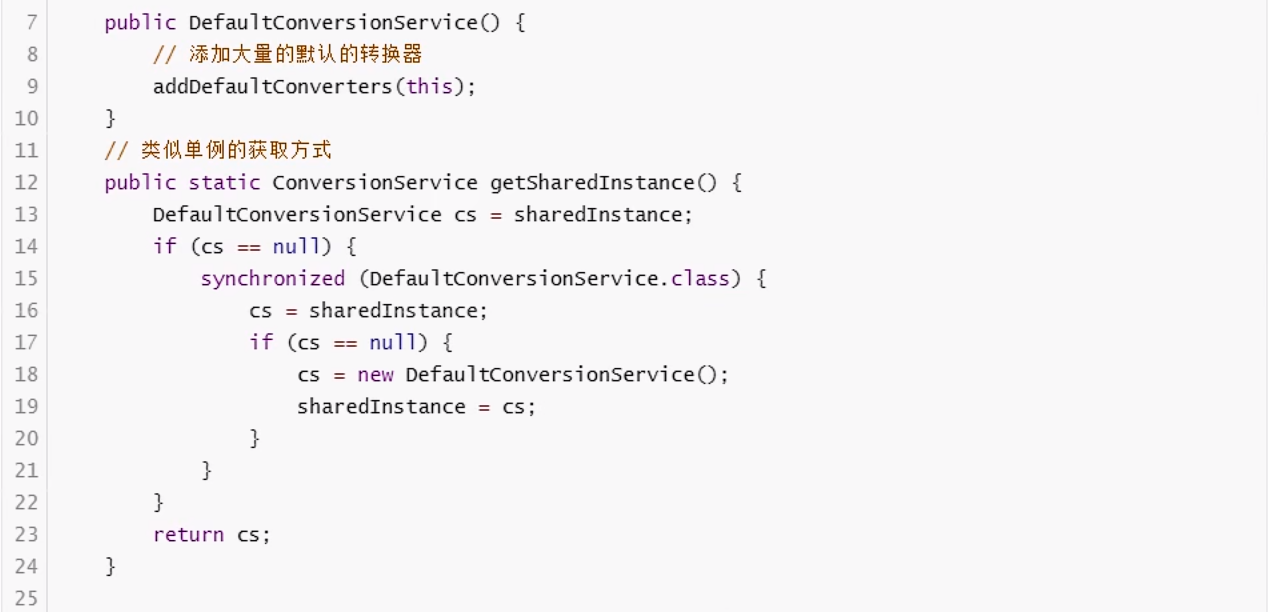 7 public DefaultConversionService() {
8 // 添加大量的默认的转换器
9 addDefaultConverters(this);
10 }
11 // 类似单例的获取方式
12 public static ConversionService getSharedInstance() {
13 DefaultConversionService cs = sharedInstance;
14 if (cs == null) {
15 synchronized (DefaultConversionService.class) {
16 cs = sharedInstance;
17 if (cs == null) {
18 cs = new DefaultConversionService();
19 sharedInstance = cs;
20 }
21 }
22 }
23 return cs;
24 }
25